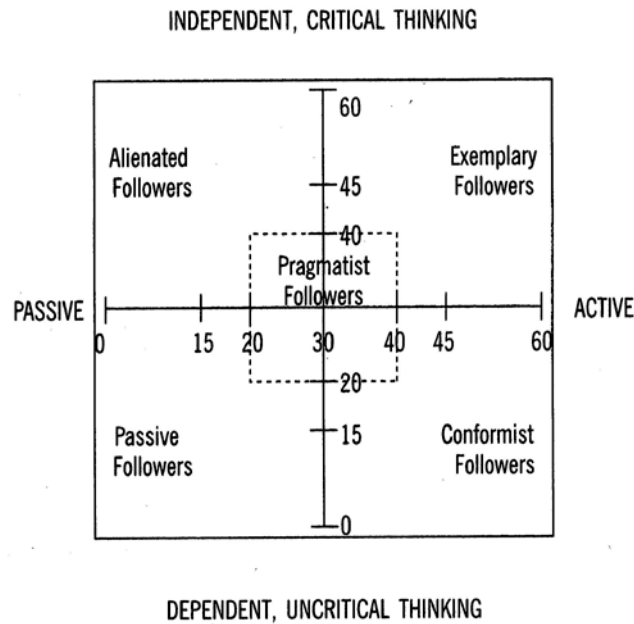 INDEPENDENT, CRITICAL THINKING
60
Alienated
Followers
Exemplary
Followers
45
40
Pragmatist
Followers
PASSIVE
ACTIVE
0 15 20 30 40 45 60
20
15
Passive
Followers
Conformist
Followers
0
DEPENDENT, UNCRITICAL THINKING